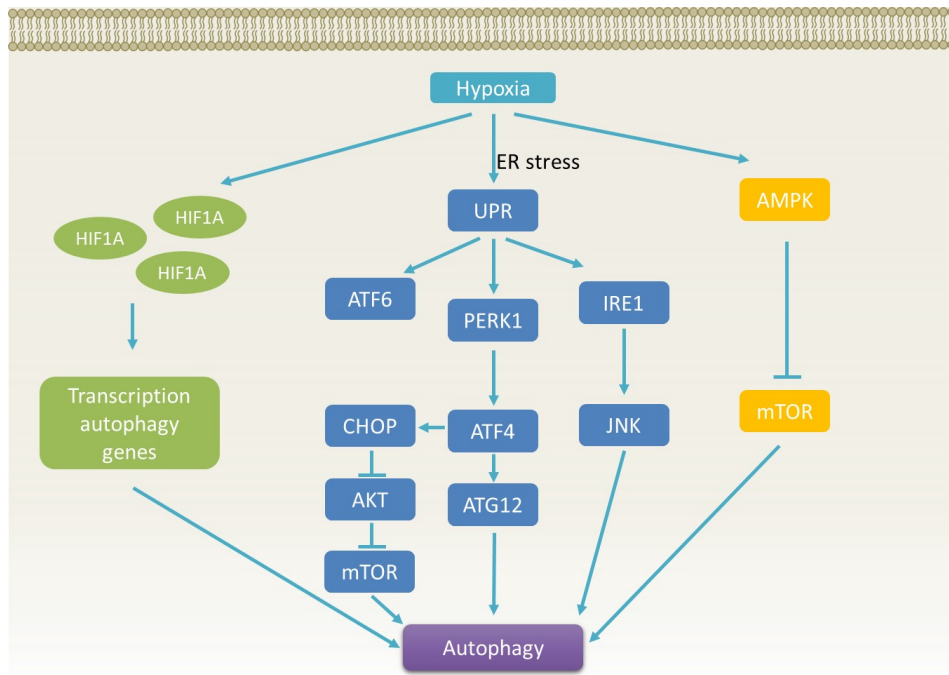 Hypoxia
ER stress
HIF1A
HIF1A
HIF1A
UPR
AMPK
ATF6
PERK1
IRE1
Transcription
autophagy
genes
CHOP
ATF4
JNK
mTOR
AKT
ATG12
mTOR
Autophagy